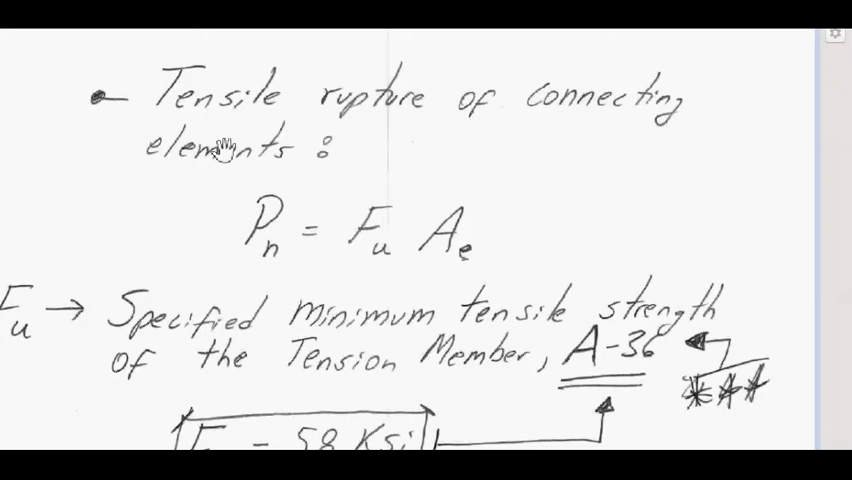 - Tensile rupture of connecting
elements :
Pn = Fu Ae
Fu → Specified minimum tensile strength
of the Tension Member, A-36
***
= 58 Ksi